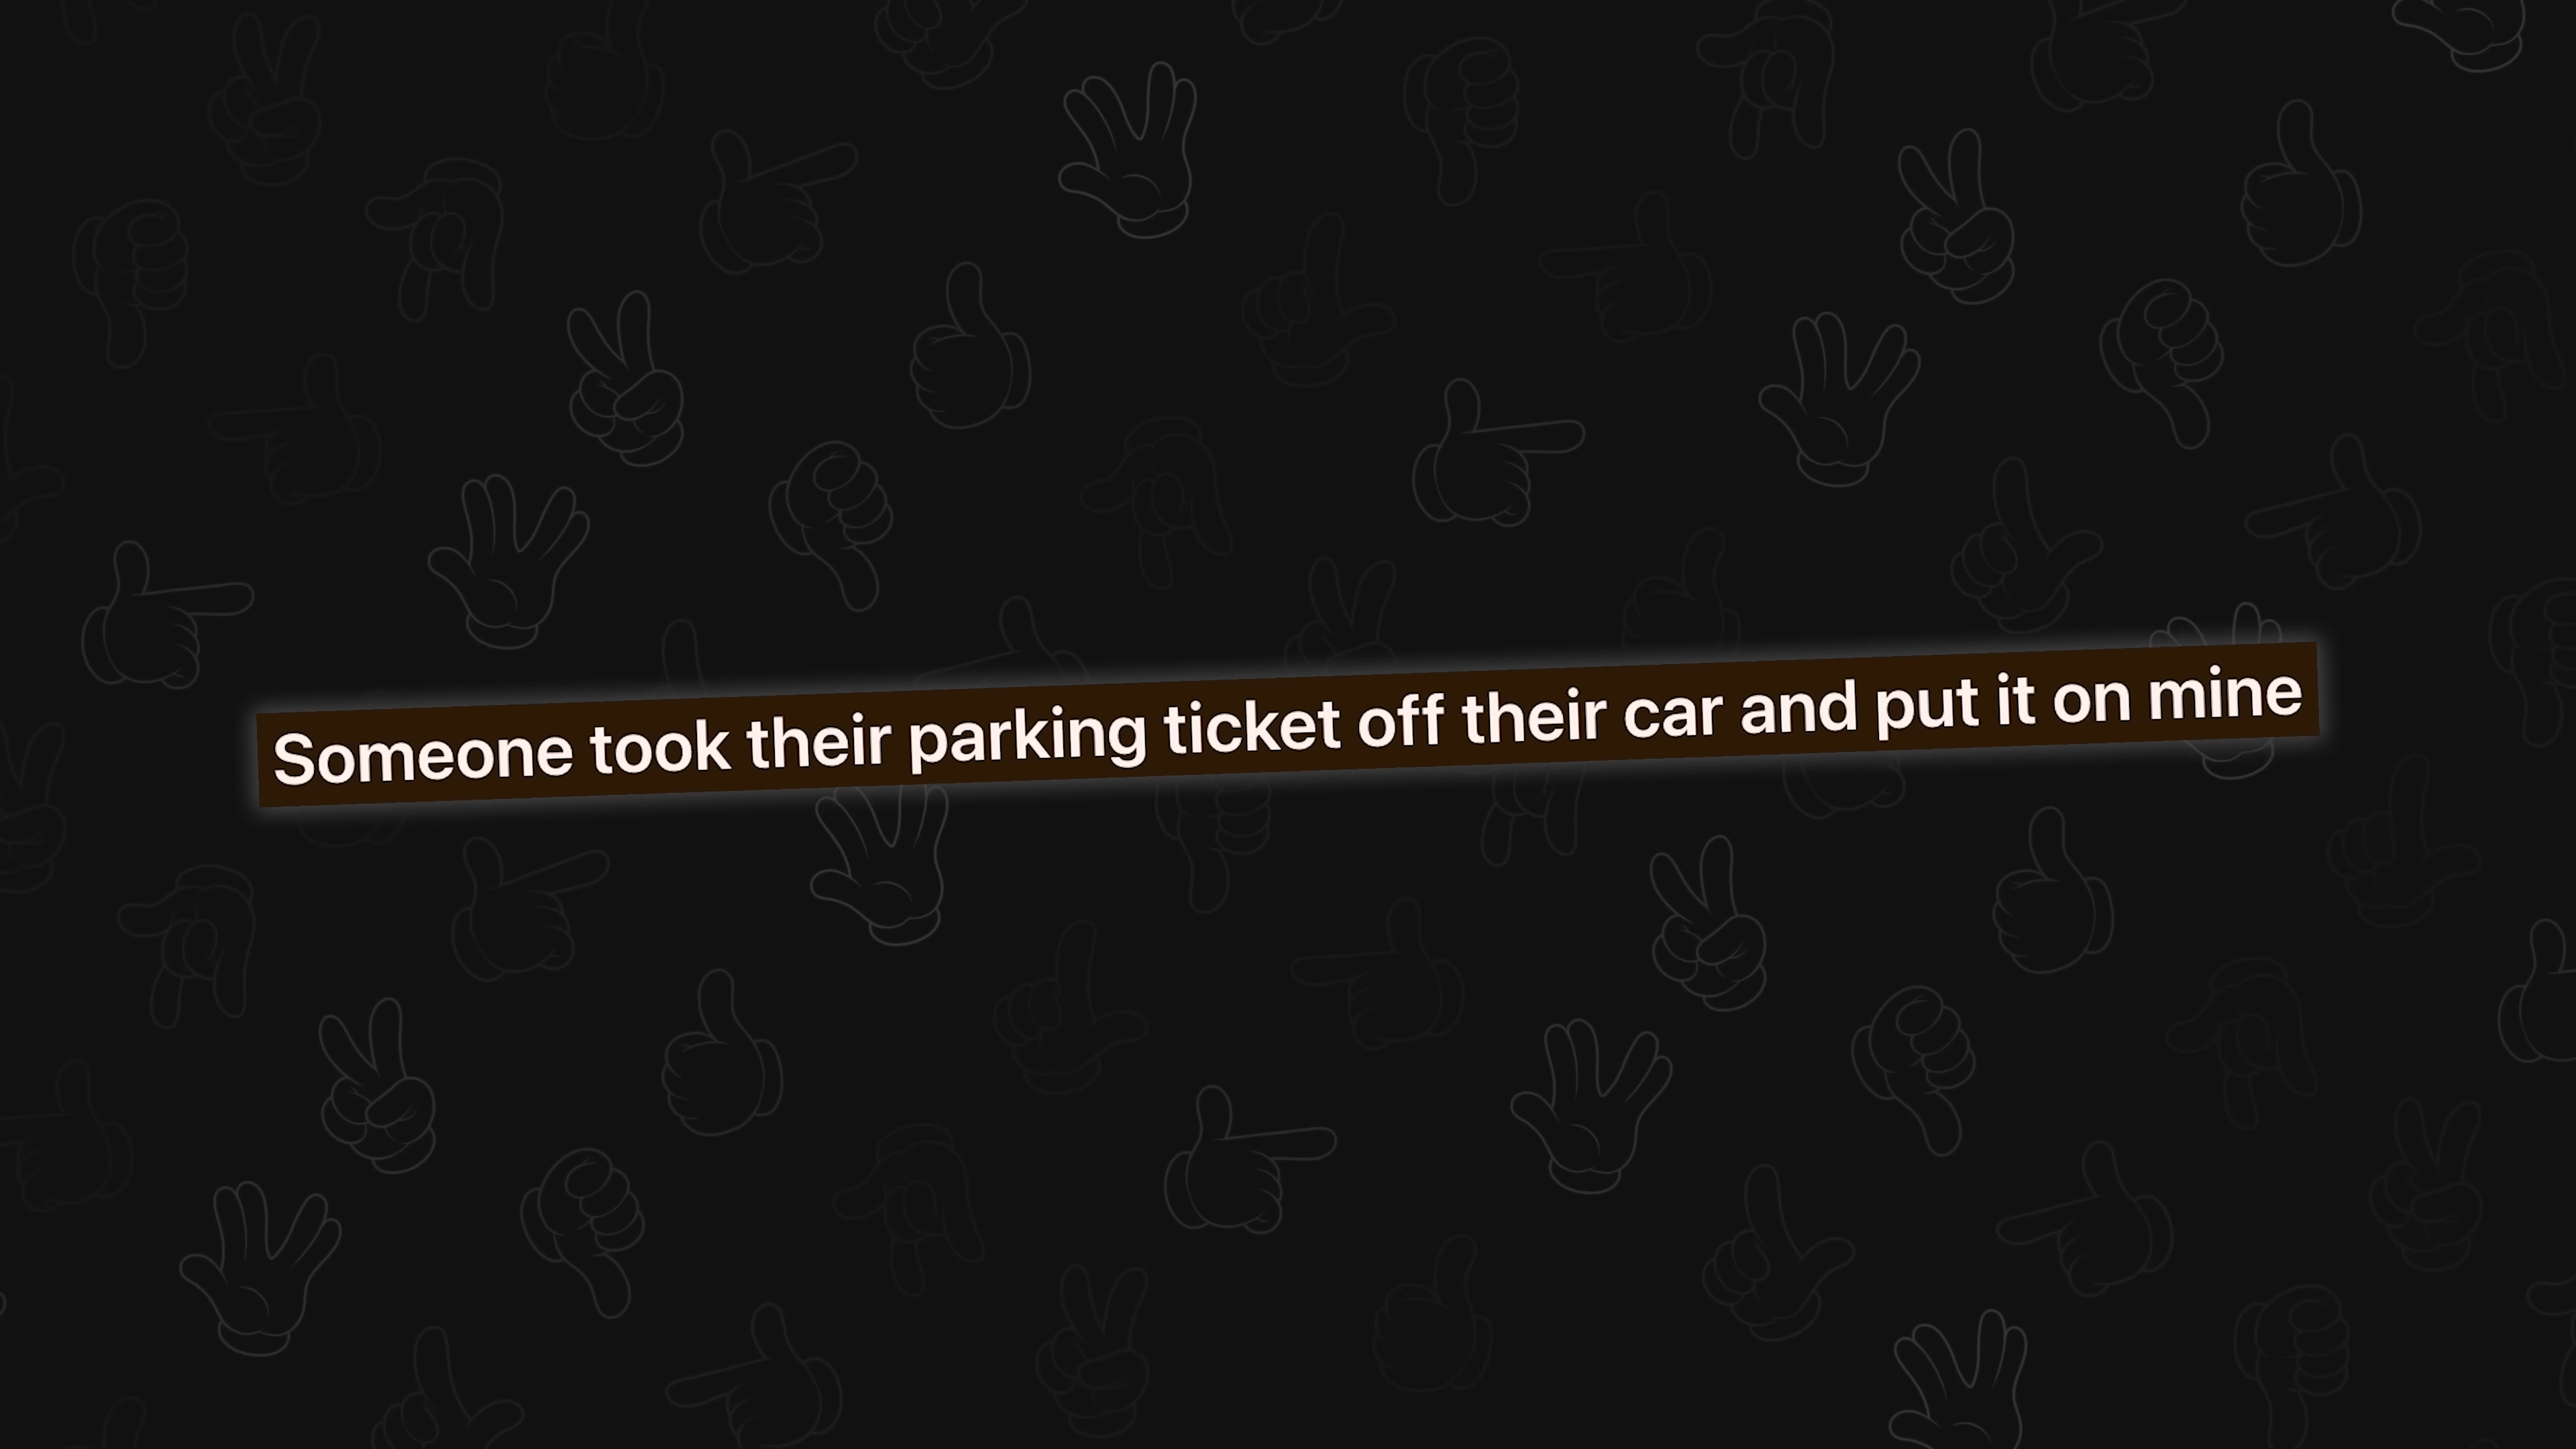 Someone took their parking ticket off their car and put it on mine